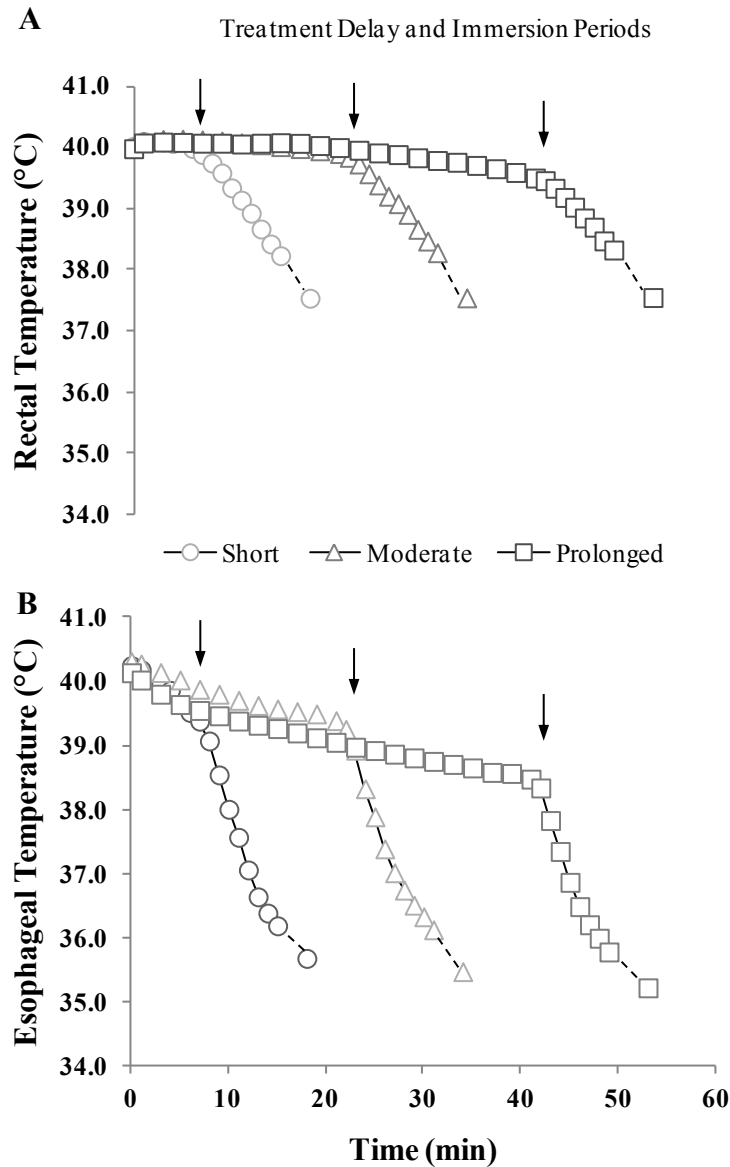 A
Treatment Delay and Immersion Periods
41.0
40.0
39.0
38.0
37.0
36.0
35.0
34.0
Rectal Temperature (°C)
Short Moderate Prolonged
B
41.0
40.0
39.0
38.0
37.0
36.0
35.0
34.0
Esophageal Temperature (°C)
0 10 20 30 40 50 60
Time (min)